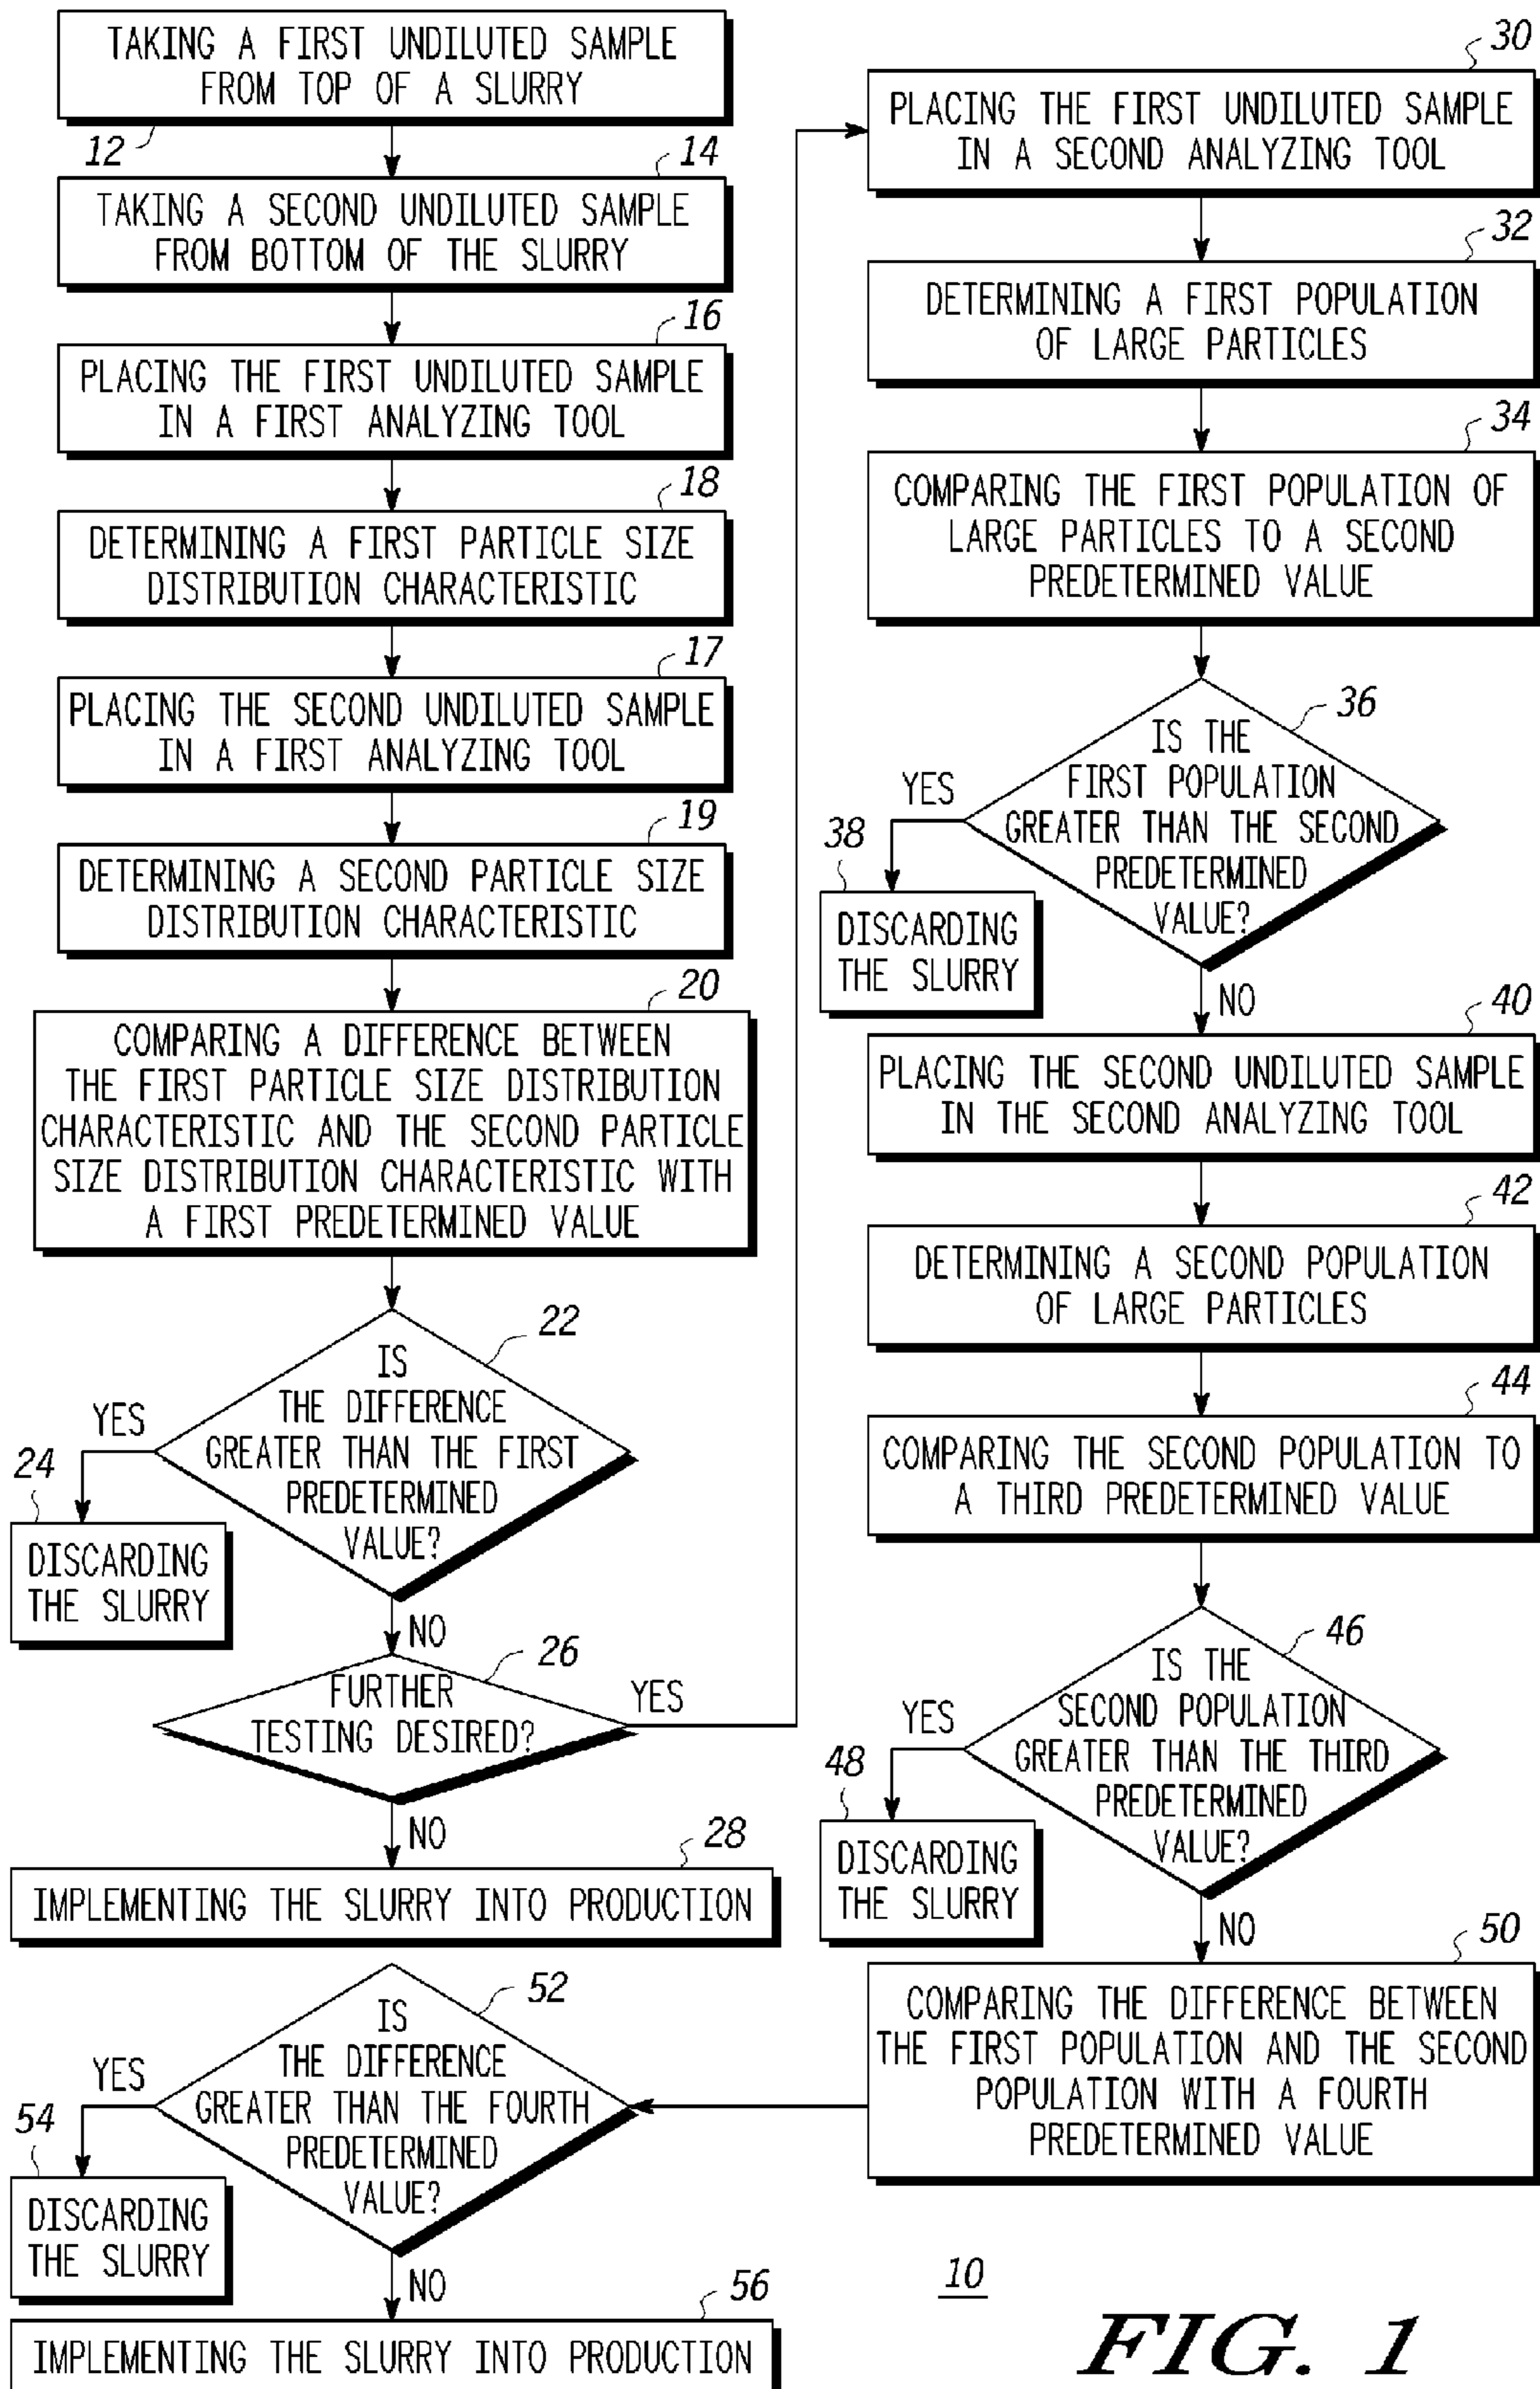 TAKING A FIRST UNDILUTED SAMPLE
FROM TOP OF A SLURRY
12
14
TAKING A SECOND UNDILUTED SAMPLE
FROM BOTTOM OF THE SLURRY
16
PLACING THE FIRST UNDILUTED SAMPLE
IN A FIRST ANALYZING TOOL
18
DETERMINING A FIRST PARTICLE SIZE
DISTRIBUTION CHARACTERISTIC
17
PLACING THE SECOND UNDILUTED SAMPLE
IN A FIRST ANALYZING TOOL
19
DETERMINING A SECOND PARTICLE SIZE
DISTRIBUTION CHARACTERISTIC
20
COMPARING A DIFFERENCE BETWEEN
THE FIRST PARTICLE SIZE DISTRIBUTION
CHARACTERISTIC AND THE SECOND PARTICLE
SIZE DISTRIBUTION CHARACTERISTIC WITH
A FIRST PREDETERMINED VALUE
22
IS
THE DIFFERENCE
GREATER THAN THE FIRST
PREDETERMINED
VALUE?
YES
24
DISCARDING
THE SLURRY
NO
26
FURTHER
TESTING DESIRED?
YES
NO
28
IMPLEMENTING THE SLURRY INTO PRODUCTION
30
PLACING THE FIRST UNDILUTED SAMPLE
IN A SECOND ANALYZING TOOL
32
DETERMINING A FIRST POPULATION
OF LARGE PARTICLES
34
COMPARING THE FIRST POPULATION OF
LARGE PARTICLES TO A SECOND
PREDETERMINED VALUE
36
IS THE
FIRST POPULATION
GREATER THAN THE SECOND
PREDETERMINED
VALUE?
YES
38
DISCARDING
THE SLURRY
NO
40
PLACING THE SECOND UNDILUTED SAMPLE
IN THE SECOND ANALYZING TOOL
42
DETERMINING A SECOND POPULATION
OF LARGE PARTICLES
44
COMPARING THE SECOND POPULATION TO
A THIRD PREDETERMINED VALUE
46
IS THE
SECOND POPULATION
GREATER THAN THE THIRD
PREDETERMINED
VALUE?
YES
48
DISCARDING
THE SLURRY
NO
50
COMPARING THE DIFFERENCE BETWEEN
THE FIRST POPULATION AND THE SECOND
POPULATION WITH A FOURTH
PREDETERMINED VALUE
52
IS
THE DIFFERENCE
GREATER THAN THE FOURTH
PREDETERMINED
VALUE?
YES
54
DISCARDING
THE SLURRY
NO
56
IMPLEMENTING THE SLURRY INTO PRODUCTION
10
FIG. 1